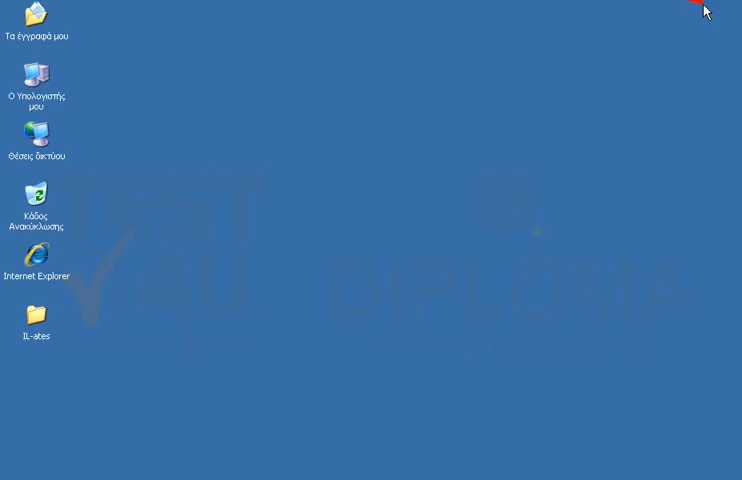 Τα έγγραφά μου
Ο Υπολογιστής
μου
Θέσεις δικτύου
Κάδος
Ανακύκλωσης
Internet Explorer
IL-ates
TEST
4U
DIPLOMA